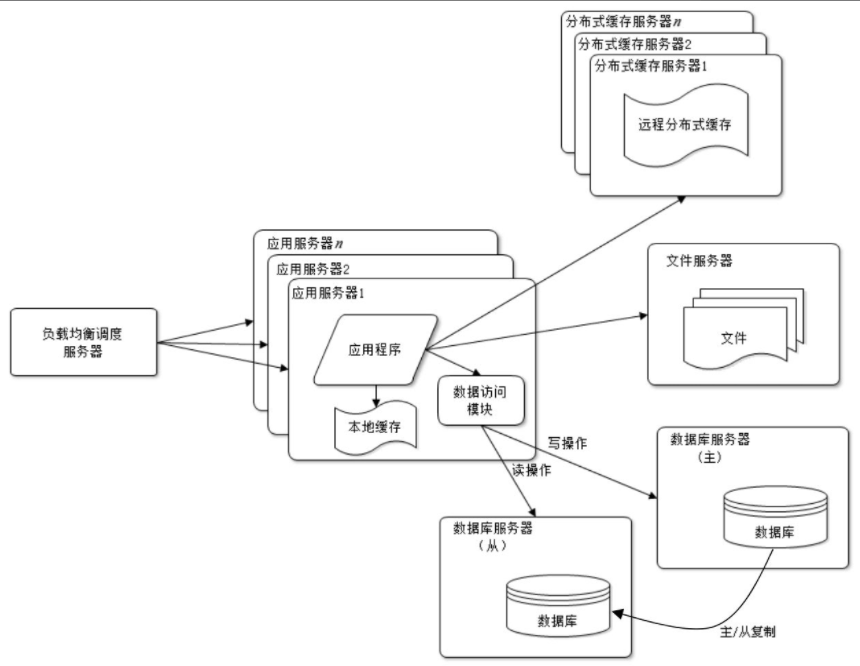 分布式缓存服务器n
分布式缓存服务器2
分布式缓存服务器1
远程分布式缓存
应用服务器n
应用服务器2
应用服务器1
文件服务器
负载均衡调度
服务器
应用程序
文件
数据访问
模块
本地缓存
写操作
读操作
数据库服务器
（主）
数据库
数据库服务器
（从）
数据库
主/从复制